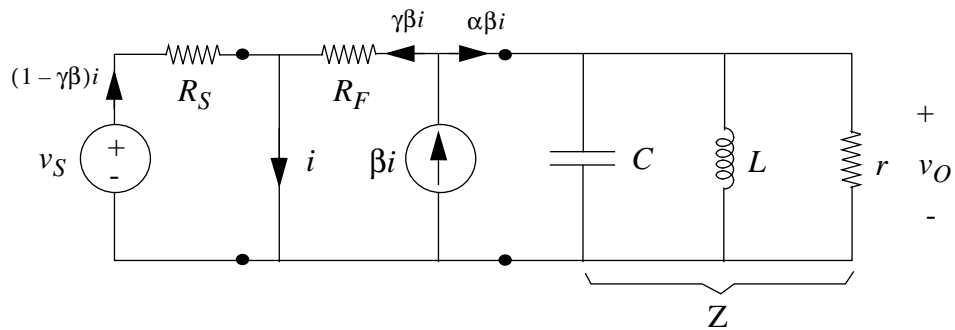 γβi αβi
(1 – γβ)i
R_S R_F
+
v_S + - i βi C L r v_O
-
Z